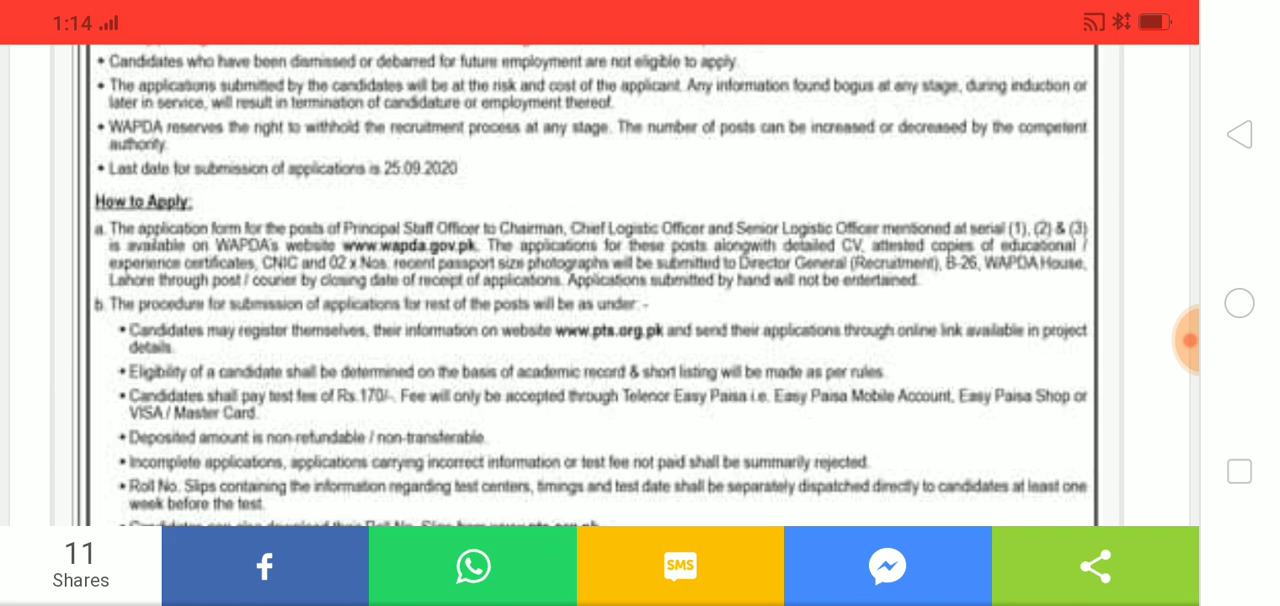 1:14
• Candidates who have been dismissed or debarred for future employment are not eligible to apply.
• The applications submitted by the candidates will be at the risk and cost of the applicant. Any information found bogus at any stage, during induction or
later in service, will result in termination of candidature or employment thereof.
• WAPDA reserves the right to withhold the recruitment process at any stage. The number of posts can be increased or decreased by the competent
authority.
• Last date for submission of applications is 25.09.2020
How to Apply:
a. The application form for the posts of Principal Staff Officer to Chairman, Chief Logistic Officer and Senior Logistic Officer mentioned at serial (1), (2) & (3)
is available on WAPDA's website www.wapda.gov.pk. The applications for these posts alongwith detailed CV, attested copies of educational /
experience certificates, CNIC and 02 x Nos. recent passport size photographs will be submitted to Director General (Recruitment), B-26, WAPDA House,
Lahore through post / courier by closing date of receipt of applications. Applications submitted by hand will not be entertained.
b. The procedure for submission of applications for rest of the posts will be as under: -
• Candidates may register themselves, their information on website www.pts.org.pk and send their applications through online link available in project
details.
• Eligibility of a candidate shall be determined on the basis of academic record & short listing will be made as per rules.
• Candidates shall pay test fee of Rs.170/-. Fee will only be accepted through Telenor Easy Paisa i.e. Easy Paisa Mobile Account, Easy Paisa Shop or
VISA / Master Card.
• Deposited amount is non-refundable / non-transferable.
• Incomplete applications, applications carrying incorrect information or test fee not paid shall be summarily rejected.
• Roll No. Slips containing the information regarding test centers, timings and test date shall be separately dispatched directly to candidates at least one
week before the test.
• Candidates can also download their Roll No. Slips from www.pts.org.pk
11
Shares
SMS